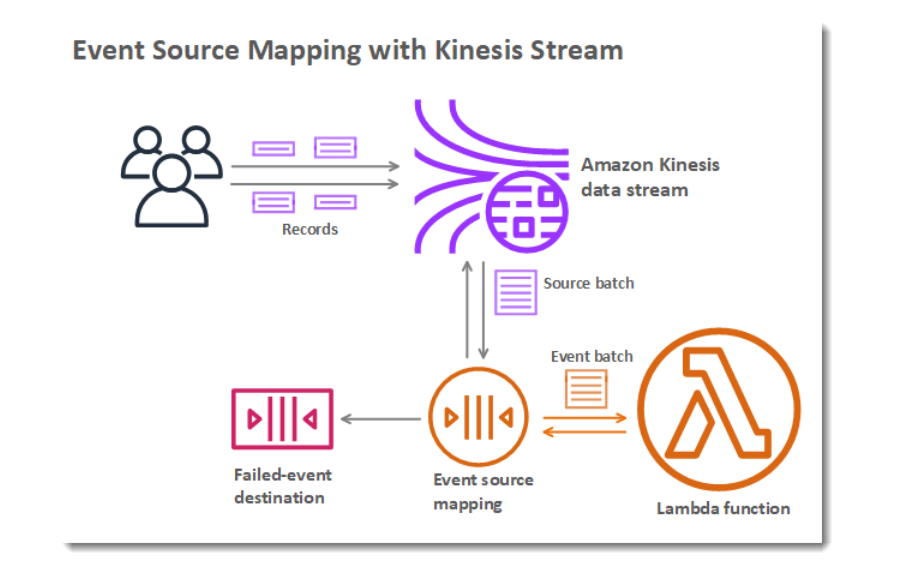 Event Source Mapping with Kinesis Stream
Records
Amazon Kinesis
data stream
Source batch
Event batch
Failed-event
destination
Event source
mapping
Lambda function